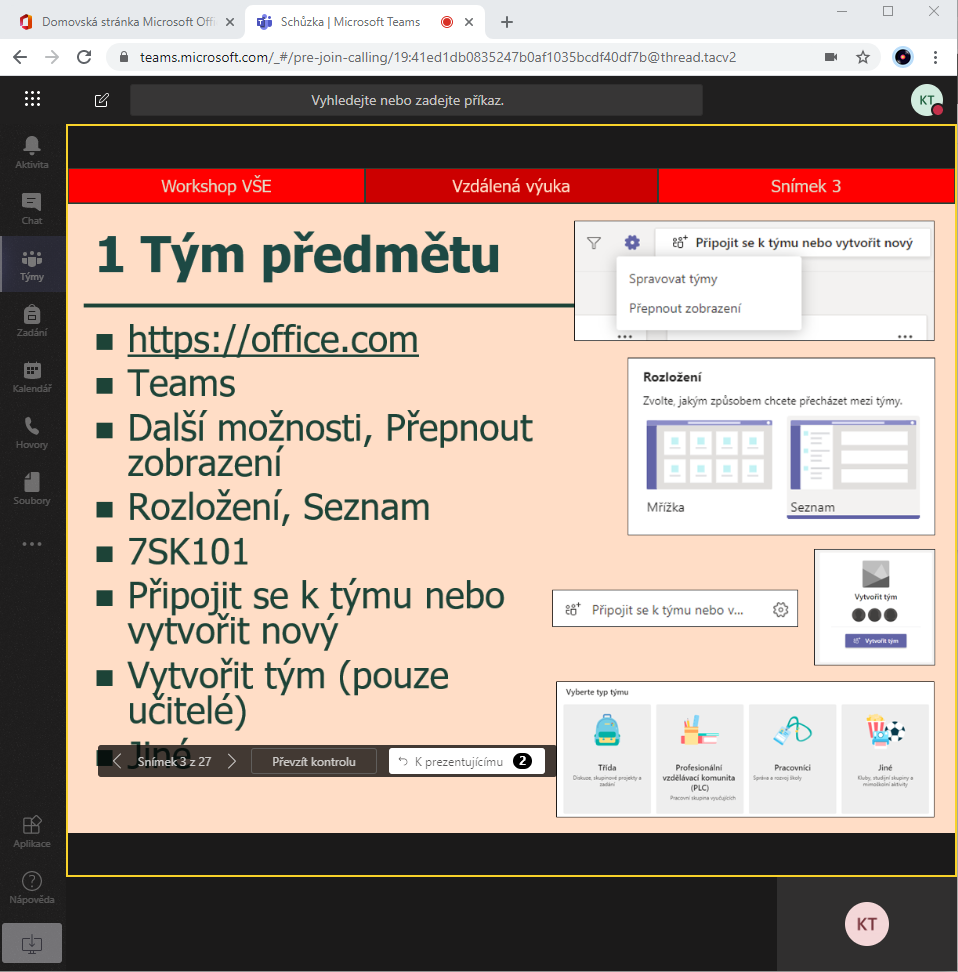 Domovská stránka Microsoft Offi
Schůzka | Microsoft Teams
teams.microsoft.com/_#/pre-join-calling/19:41ed1db0835247b0af1035bcdf40df7b@thread.tacv2
Vyhledejte nebo zadejte příkaz.
KT
Aktivita
Chat
Týmy
Zadání
Kalendář
Hovory
Soubory
Aplikace
Nápověda
Workshop VŠE
Vzdálená výuka
Snímek 3
1 Tým předmětu
https://office.com
Teams
Další možnosti, Přepnout
zobrazení
Rozložení, Seznam
7SK101
Připojit se k týmu nebo
vytvořit nový
Vytvořit tým (pouze
učitelé)
Jiné
Připojit se k týmu nebo vytvořit nový
Spravovat týmy
Přepnout zobrazení
Rozložení
Zvolte, jakým způsobem chcete přecházet mezi týmy.
Mřížka
Seznam
Připojit se k týmu nebo v...
Vytvořit tým
Vytvořit tým
Vyberte typ týmu
Třída
Diskuze, skupinové projekty a
zadání
Profesionální
vzdělávací komunita
(PLC)
Pracovní skupina vyučujících
Pracovníci
Správa a rozvoj školy
Jiné
Kluby, studijní skupiny a
mimoškolní aktivity
Snímek 3 z 27
Převzít kontrolu
K prezentujícímu
2
KT